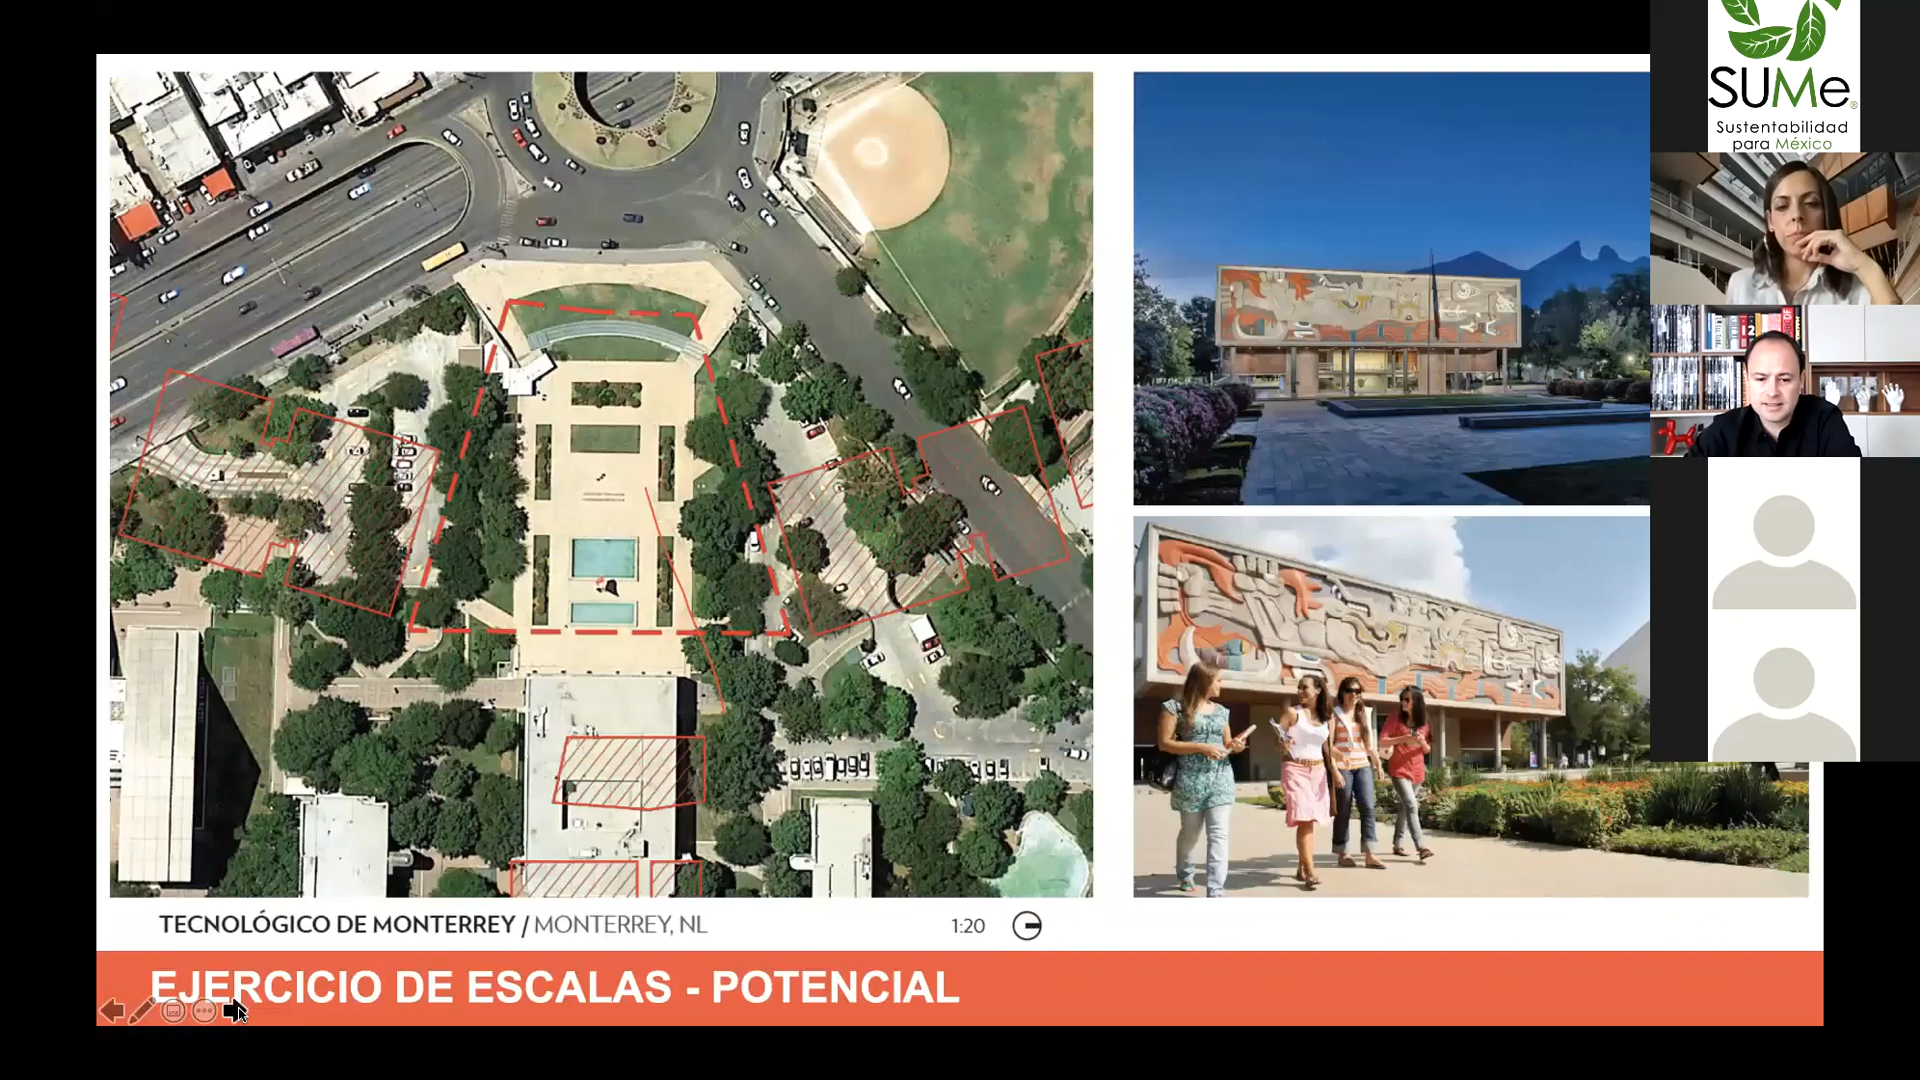 SUMe®
Sustentabilidad
para México
TECNOLÓGICO DE MONTERREY / MONTERREY, NL
1:20
EJERCICIO DE ESCALAS - POTENCIAL